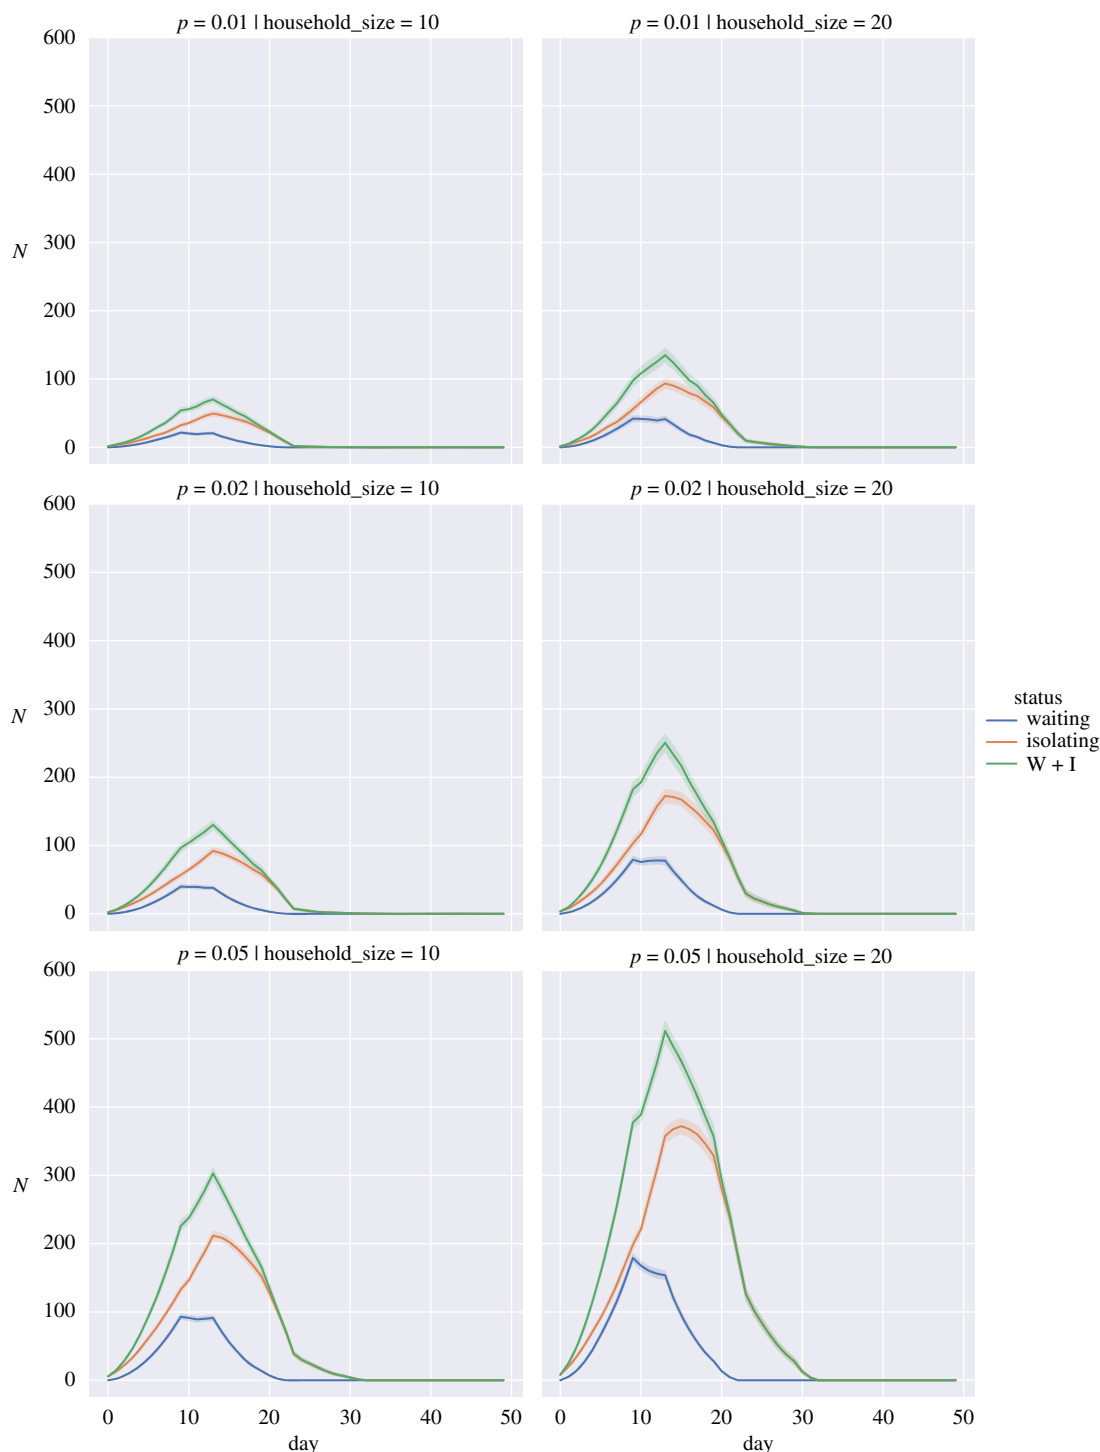 p = 0.01 | household_size = 10
p = 0.01 | household_size = 20
600
500
400
300
N
200
100
0
p = 0.02 | household_size = 10
p = 0.02 | household_size = 20
600
500
400
300
N
200
100
0
status
waiting
isolating
W + I
p = 0.05 | household_size = 10
p = 0.05 | household_size = 20
600
500
400
300
N
200
100
0
0 10 20 30 40 50
0 10 20 30 40 50
day
day